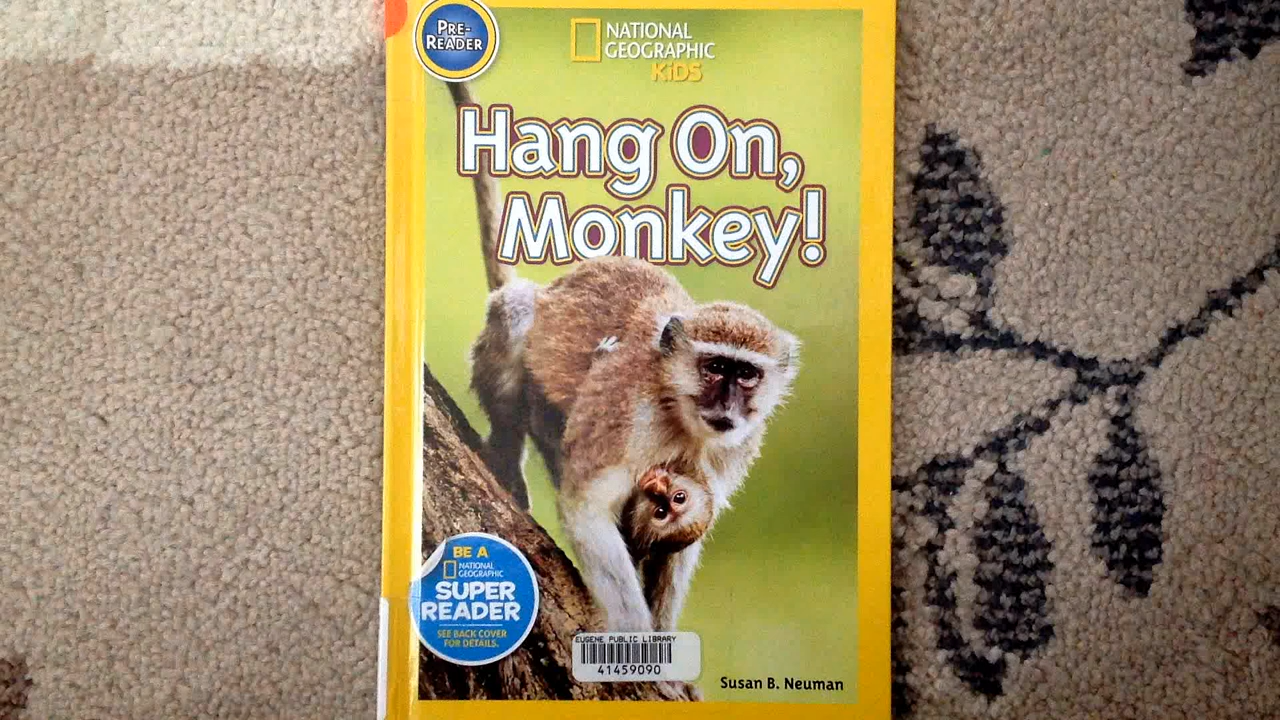 PRE-
READER
NATIONAL
GEOGRAPHIC
KiDS
Hang On,
Monkey!
BE A
NATIONAL
GEOGRAPHIC
SUPER
READER
SEE BACK COVER
FOR DETAILS.
EUGENE PUBLIC LIBRARY
41459090
Susan B. Neuman